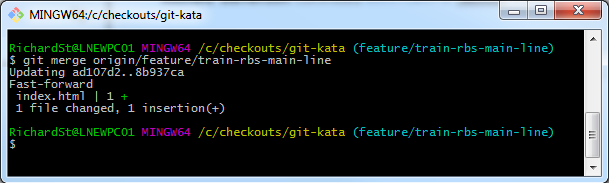 MINGW64:/c/checkouts/git-kata
RichardSt@LNEWPC01 MINGW64 /c/checkouts/git-kata (feature/train-rbs-main-line)
$ git merge origin/feature/train-rbs-main-line
Updating ad107d2..8b937ca
Fast-forward
 index.html | 1 +
 1 file changed, 1 insertion(+)
RichardSt@LNEWPC01 MINGW64 /c/checkouts/git-kata (feature/train-rbs-main-line)
$